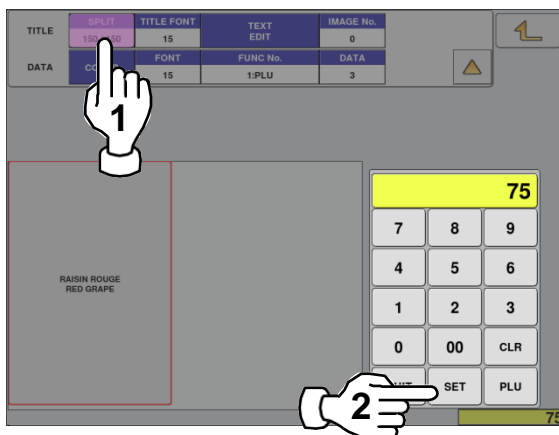 TITLE
SPLIT
TITLE FONT
15
TEXT
EDIT
IMAGE No.
0
DATA
FONT
15
FUNC No.
1:PLU
DATA
3
1
RAISIN ROUGE
RED GRAPE
75
7 8 9
4 5 6
1 2 3
0 00 CLR
SET PLU
2
75